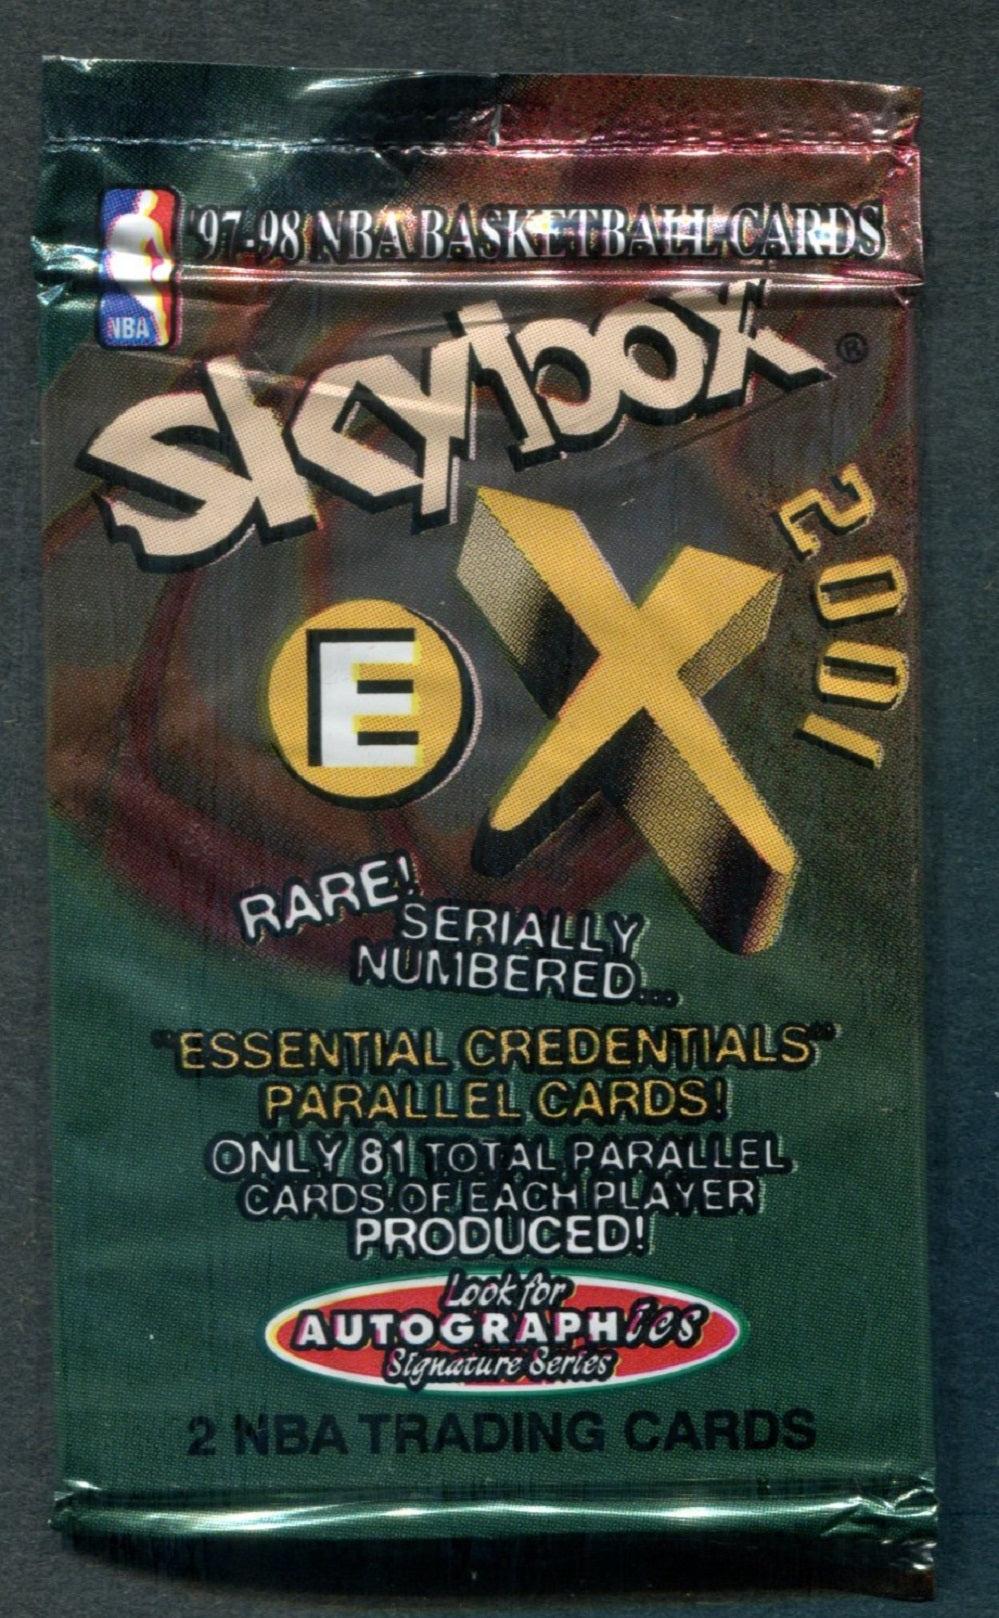 '97-98 NBA BASKETBALL CARDS
NBA
skybox®
EX
2001
RARE!
SERIALLY
NUMBERED...
"ESSENTIAL CREDENTIALS"
PARALLEL CARDS!
ONLY 81 TOTAL PARALLEL
CARDS OF EACH PLAYER
PRODUCED!
Look for
AUTOGRAPHics
Signature Series
2 NBA TRADING CARDS